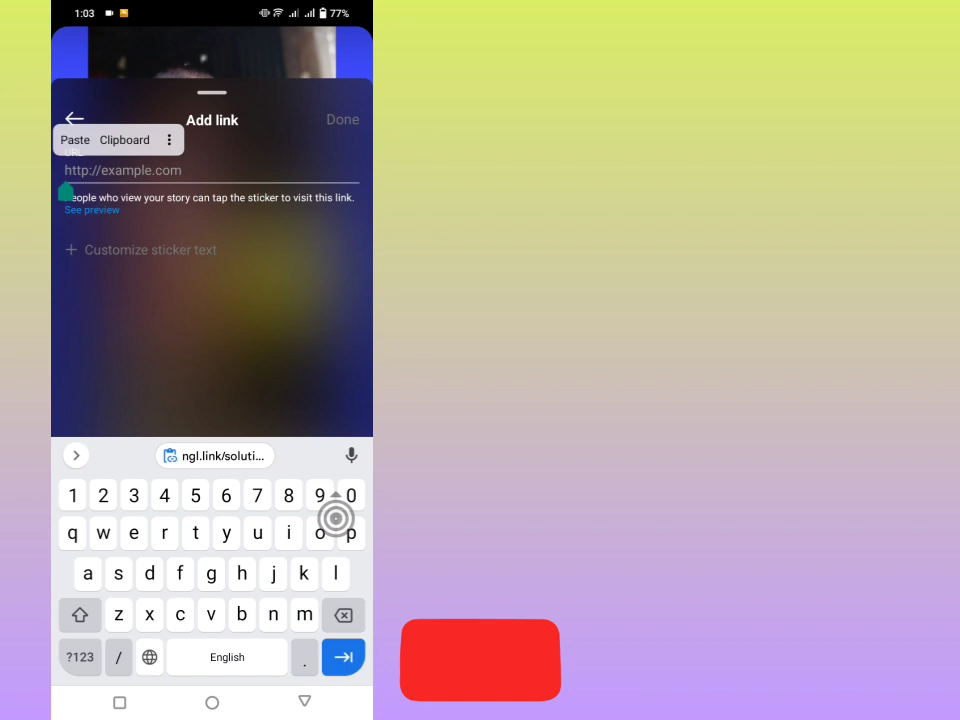 1:03 77%
Add link Done
Paste Clipboard
URL
http://example.com
People who view your story can tap the sticker to visit this link.
See preview
+ Customize sticker text
ngl.link/soluti...
1 2 3 4 5 6 7 8 9 0
q w e r t y u i o p
a s d f g h j k l
z x c v b n m
?123 / English .